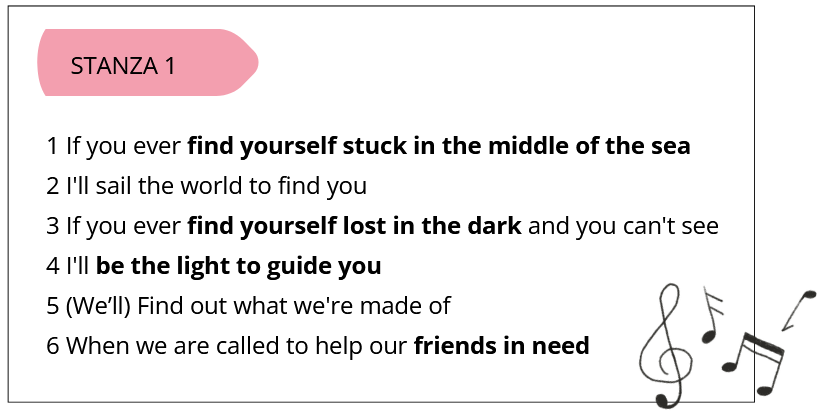 STANZA 1
1 If you ever find yourself stuck in the middle of the sea
2 I'll sail the world to find you
3 If you ever find yourself lost in the dark and you can't see
4 I'll be the light to guide you
5 (We’ll) Find out what we're made of
6 When we are called to help our friends in need